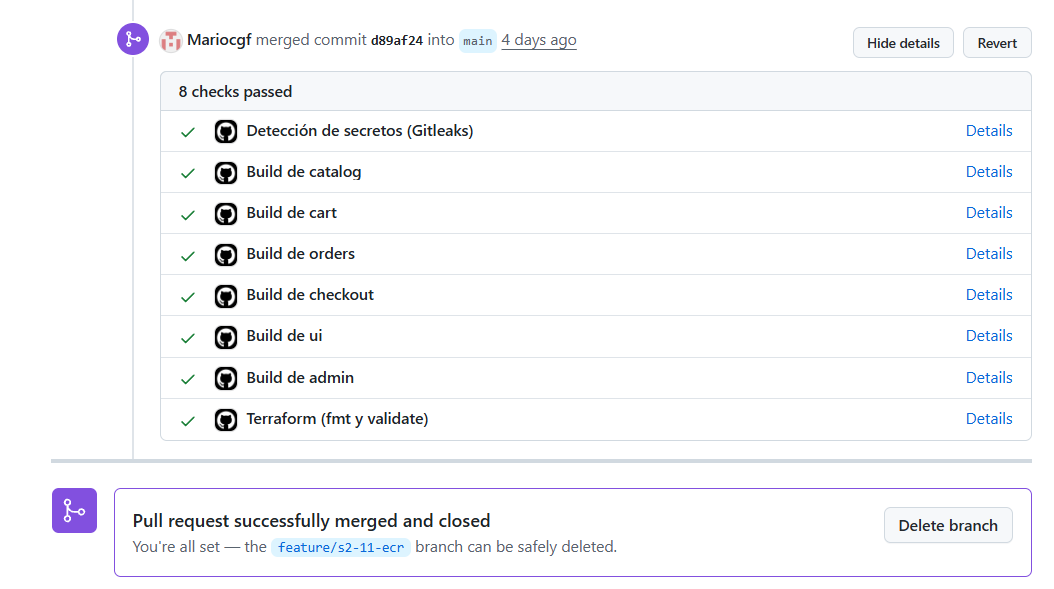 Mariocgf merged commit d89af24 into main 4 days ago
Hide details
Revert
8 checks passed
Detección de secretos (Gitleaks)
Details
Build de catalog
Details
Build de cart
Details
Build de orders
Details
Build de checkout
Details
Build de ui
Details
Build de admin
Details
Terraform (fmt y validate)
Details
Pull request successfully merged and closed
You're all set — the feature/s2-11-ecr branch can be safely deleted.
Delete branch